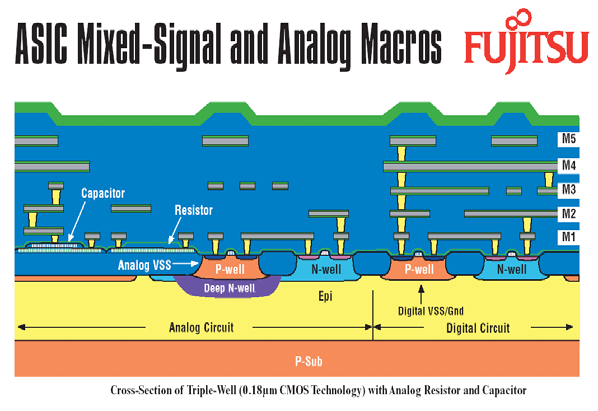 ASIC Mixed-Signal and Analog Macros
FUJITSU
M5
M4
M3
M2
M1
Capacitor
Resistor
Analog VSS
P-well
N-well
P-well
N-well
Deep N-well
Epi
Digital VSS/Gnd
Analog Circuit
Digital Circuit
P-Sub
Cross-Section of Triple-Well (0.18µm CMOS Technology) with Analog Resistor and Capacitor